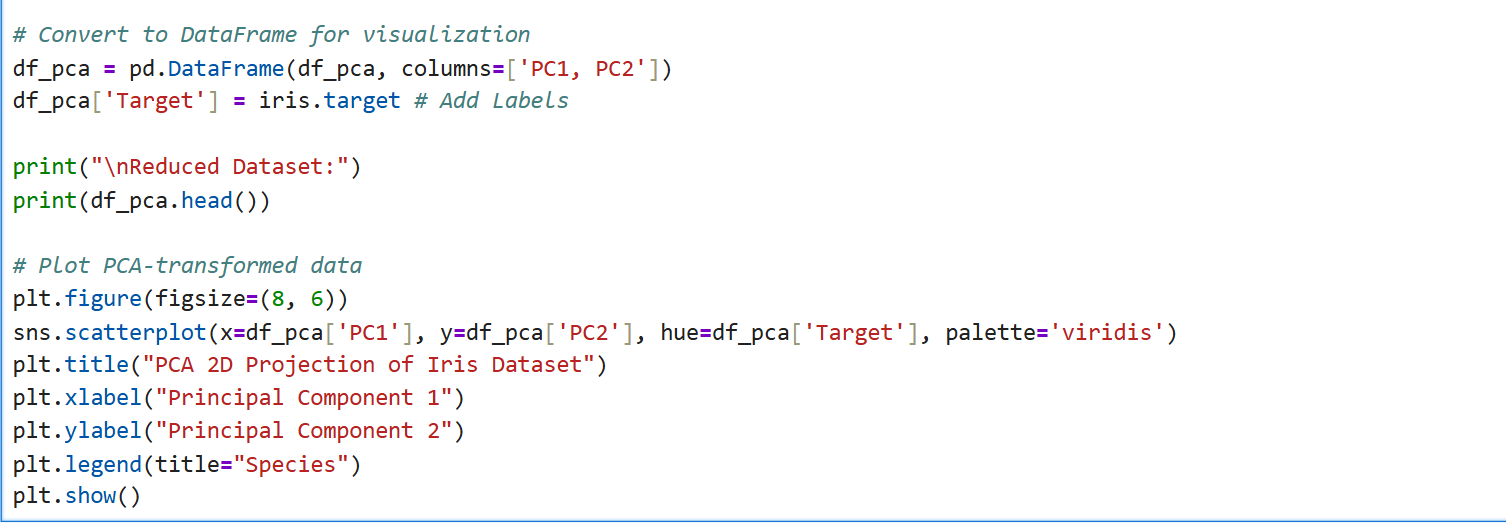 # Convert to DataFrame for visualization
df_pca = pd.DataFrame(df_pca, columns=['PC1, PC2'])
df_pca['Target'] = iris.target # Add Labels
print("\nReduced Dataset:")
print(df_pca.head())
# Plot PCA-transformed data
plt.figure(figsize=(8, 6))
sns.scatterplot(x=df_pca['PC1'], y=df_pca['PC2'], hue=df_pca['Target'], palette='viridis')
plt.title("PCA 2D Projection of Iris Dataset")
plt.xlabel("Principal Component 1")
plt.ylabel("Principal Component 2")
plt.legend(title="Species")
plt.show()